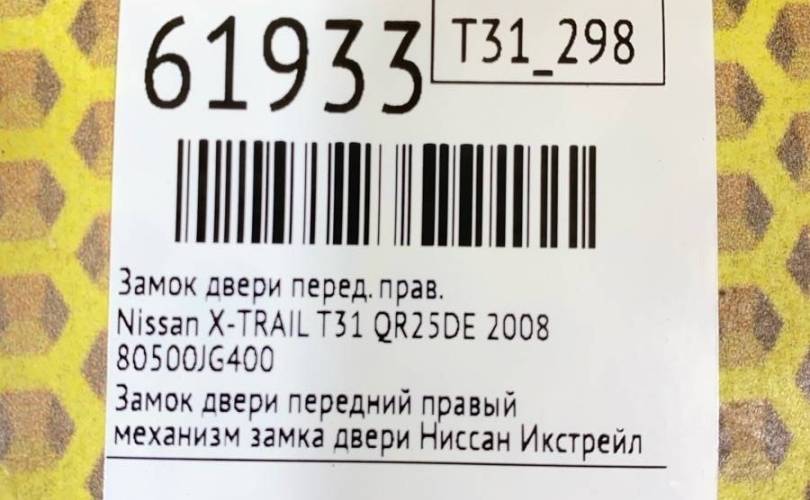 61933
T31_298
Замок двери перед. прав.
Nissan X-TRAIL T31 QR25DE 2008
80500JG400
Замок двери передний правый
механизм замка двери Ниссан Икстрейл